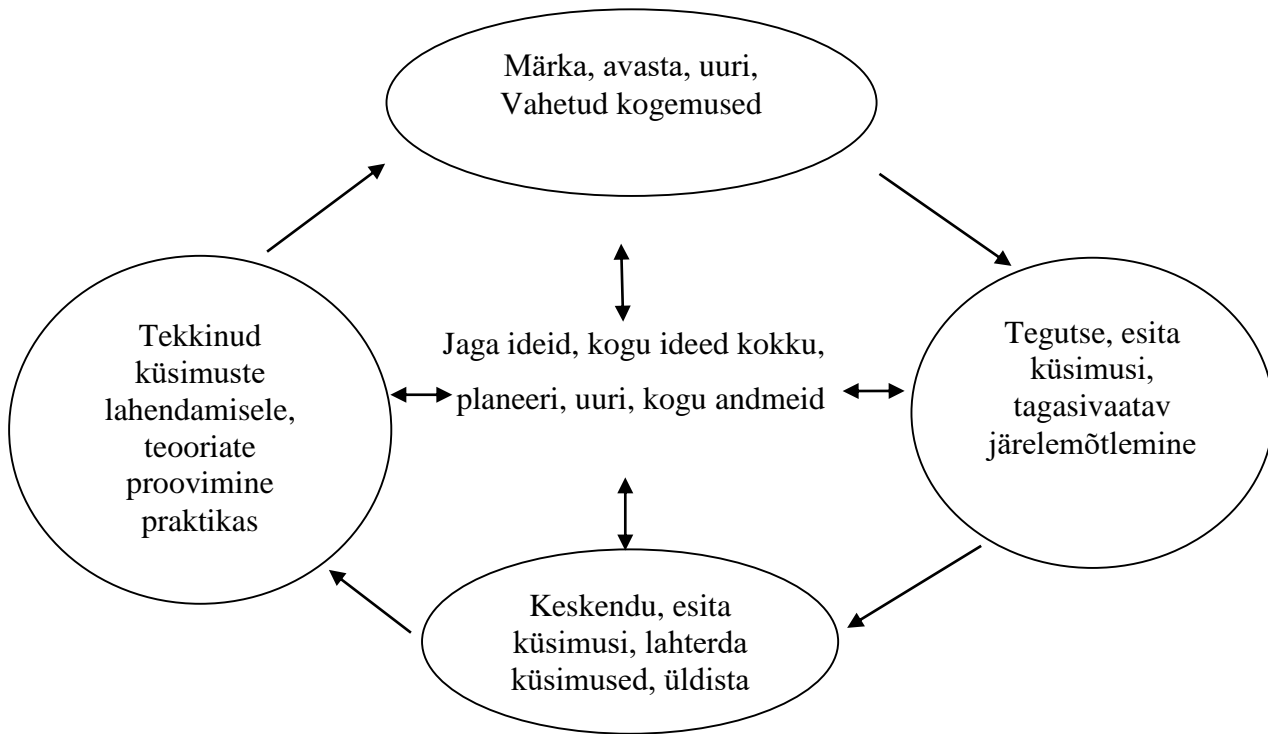 Märka, avasta, uuri,
Vahetud kogemused
Tegutse, esita
küsimusi,
tagasivaatav
järelemõtlemine
Keskendu, esita
küsimusi, lahterda
küsimused, üldista
Tekkinud
küsimuste
lahendamisele,
teooriate
proovimine
praktikas
Jaga ideid, kogu ideed kokku,
planeeri, uuri, kogu andmeid